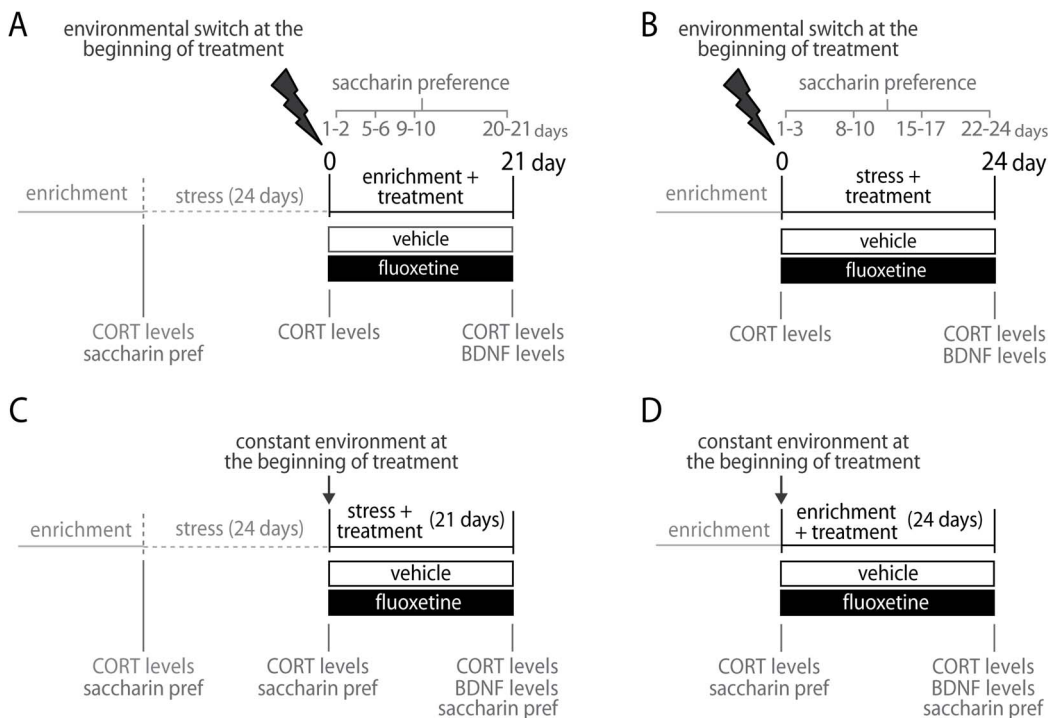 A
environmental switch at the
beginning of treatment
saccharin preference
1-2 5-6 9-10 20-21 days
0 21 day
enrichment stress (24 days) enrichment +
treatment
vehicle
fluoxetine
CORT levels
saccharin pref
CORT levels
CORT levels
BDNF levels
B
environmental switch at the
beginning of treatment
saccharin preference
1-3 8-10 15-17 22-24 days
0 24 day
enrichment stress +
treatment
vehicle
fluoxetine
CORT levels
CORT levels
BDNF levels
C
constant environment at
the beginning of treatment
enrichment stress (24 days) stress +
treatment (21 days)
vehicle
fluoxetine
CORT levels
saccharin pref
CORT levels
saccharin pref
CORT levels
BDNF levels
saccharin pref
D
constant environment at
the beginning of treatment
enrichment enrichment
+ treatment (24 days)
vehicle
fluoxetine
CORT levels
saccharin pref
CORT levels
BDNF levels
saccharin pref